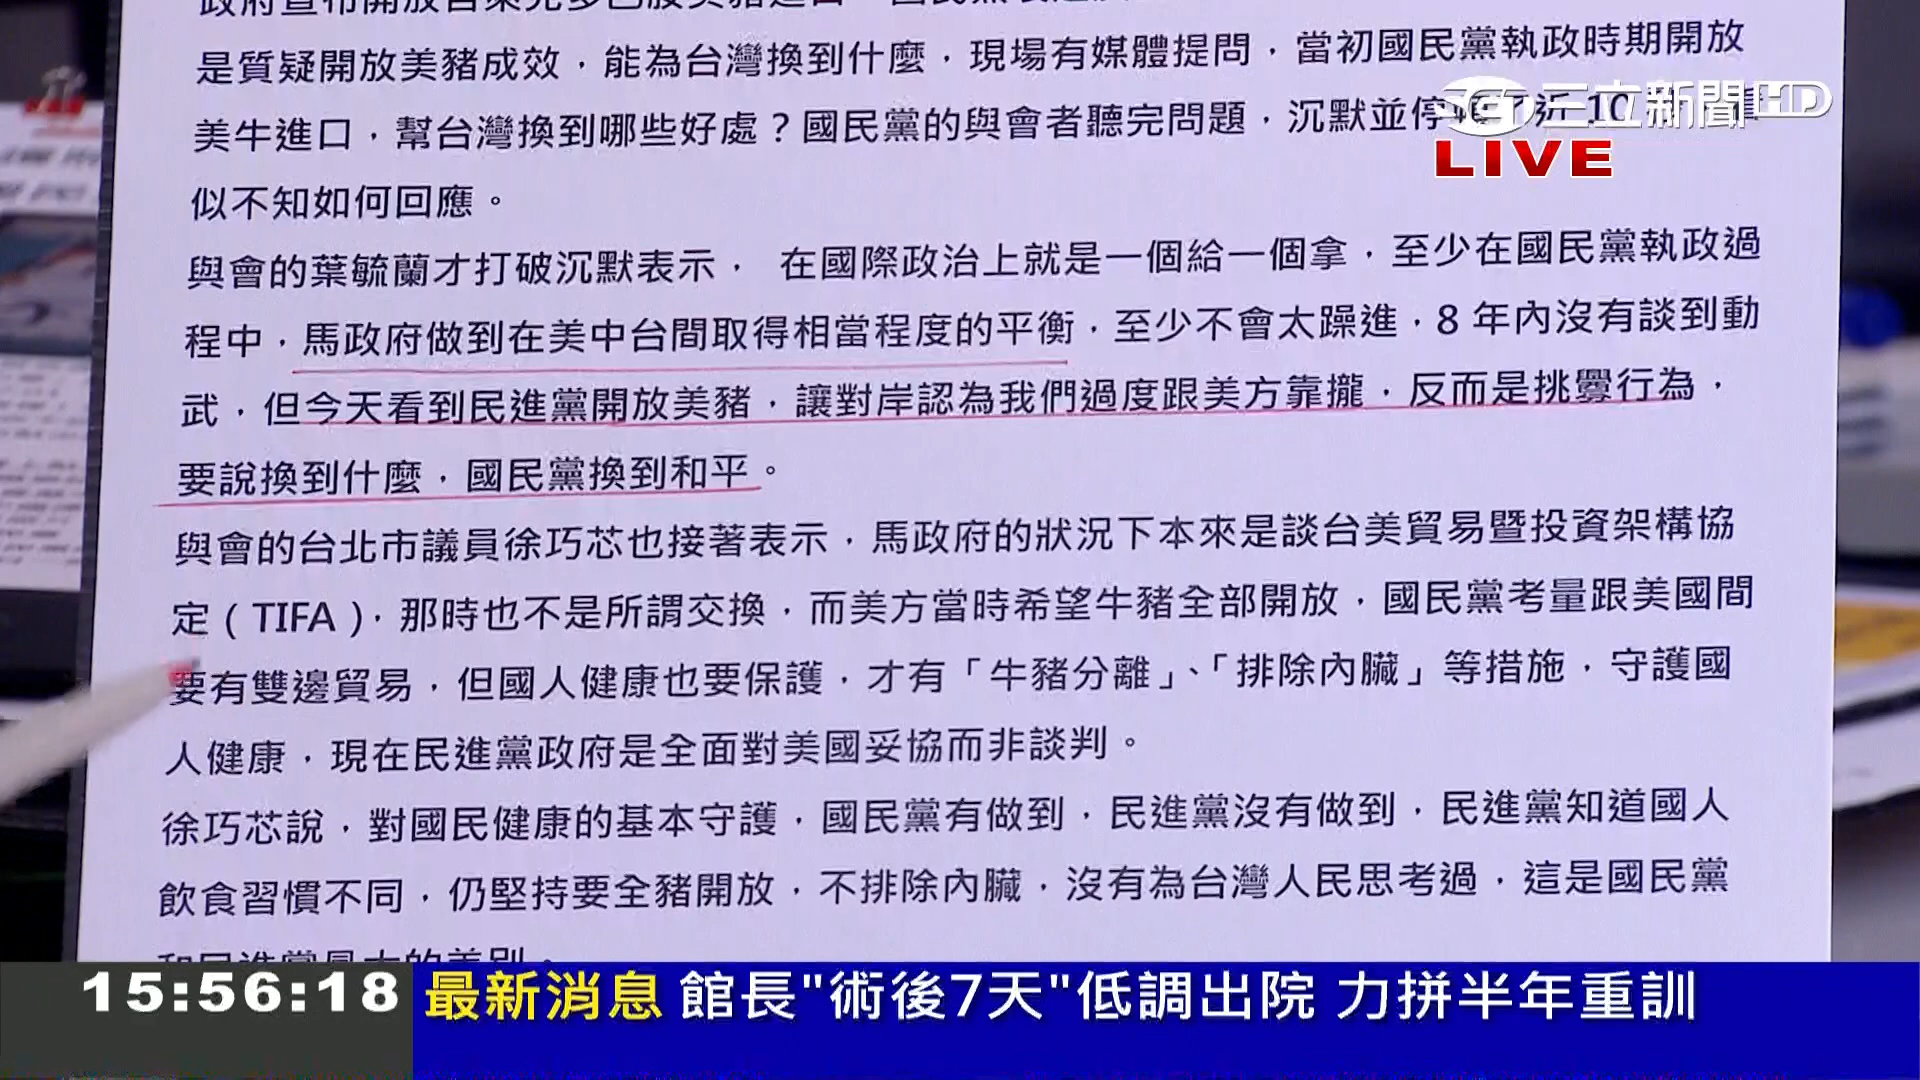 是質疑開放美豬成效，能為台灣換到什麼，現場有媒體提問，當初國民黨執政時期開放
美牛進口，幫台灣換到哪些好處？國民黨的與會者聽完問題，沉默並停頓了近 10
似不知如何回應。
與會的葉毓蘭才打破沉默表示， 在國際政治上就是一個給一個拿，至少在國民黨執政過
程中，馬政府做到在美中台間取得相當程度的平衡，至少不會太躁進，8 年內沒有談到動
武，但今天看到民進黨開放美豬，讓對岸認為我們過度跟美方靠攏，反而是挑釁行為，
要說換到什麼，國民黨換到和平。
與會的台北市議員徐巧芯也接著表示，馬政府的狀況下本來是談台美貿易暨投資架構協
定（TIFA），那時也不是所謂交換，而美方當時希望牛豬全部開放，國民黨考量跟美國間
要有雙邊貿易，但國人健康也要保護，才有「牛豬分離」、「排除內臟」等措施，守護國
人健康，現在民進黨政府是全面對美國妥協而非談判。
徐巧芯說，對國民健康的基本守護，國民黨有做到，民進黨沒有做到，民進黨知道國人
飲食習慣不同，仍堅持要全豬開放，不排除內臟，沒有為台灣人民思考過，這是國民黨
和民進黨最大的差別。
三立新聞HD
LIVE
15:56:18
最新消息 館長"術後7天"低調出院 力拼半年重訓